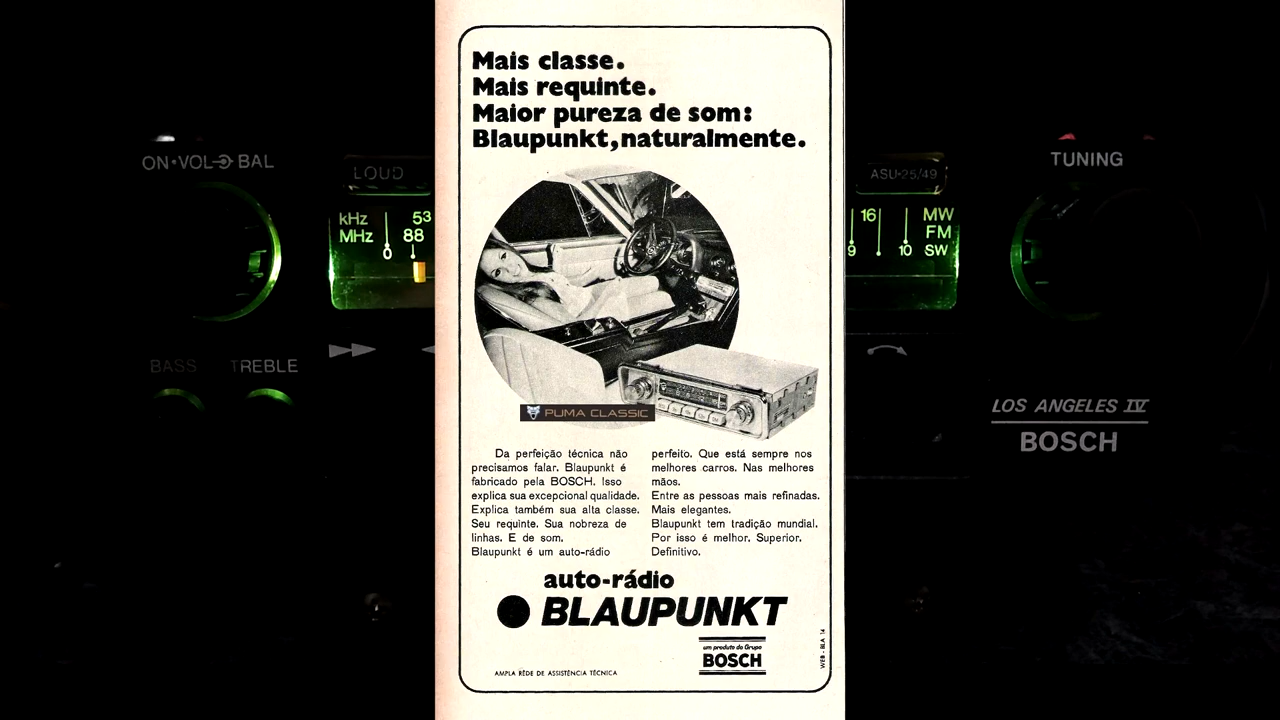 Mais classe.
Mais requinte.
Maior pureza de som:
Blaupunkt, naturalmente.
ON•VOL BAL
LOUD
kHz 53
MHz 88
0
BASS TREBLE
ASU•25/49
TUNING
16 MW
FM
9 10 SW
LOS ANGELES IV
BOSCH
PUMA CLASSIC
Da perfeição técnica não
precisamos falar. Blaupunkt é
fabricado pela BOSCH. Isso
explica sua excepcional qualidade.
Explica também sua alta classe.
Seu requinte. Sua nobreza de
linhas. E de som.
Blaupunkt é um auto-rádio
perfeito. Que está sempre nos
melhores carros. Nas melhores
mãos.
Entre as pessoas mais refinadas.
Mais elegantes.
Blaupunkt tem tradição mundial.
Por isso é melhor. Superior.
Definitivo.
auto-rádio
BLAUPUNKT
um produto do Grupo
BOSCH
AMPLA RÊDE DE ASSISTÊNCIA TÉCNICA
WEB - BLA 14